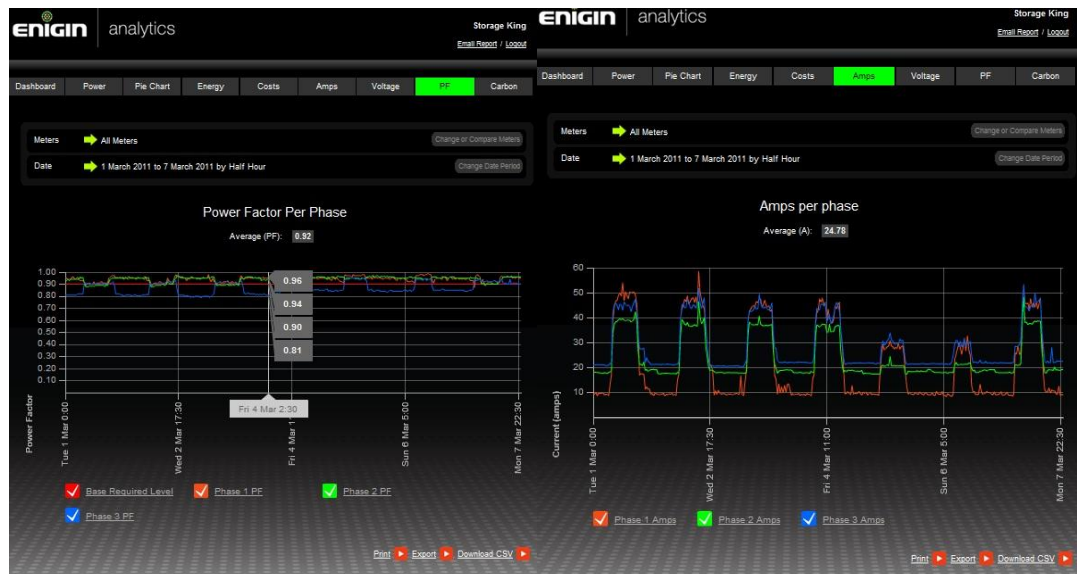 enigin analytics
Storage King
Email Report / Logout
Dashboard Power Pie Chart Energy Costs Amps Voltage PF Carbon
Meters All Meters Change or Compare Meters
Date 1 March 2011 to 7 March 2011 by Half Hour Change Date Period
Power Factor Per Phase
Average (PF): 0.92
1.00
0.90
0.80
0.70
0.60
0.50
0.40
0.30
0.20
0.10
0.96
0.94
0.90
0.81
Fri 4 Mar 2:30
Power Factor
Tue 1 Mar 0:00
Wed 2 Mar 17:30
Fri 4 Mar 1
Sun 6 Mar 5:00
Mon 7 Mar 22:30
Base Required Level Phase 1 PF Phase 2 PF
Phase 3 PF
Print Export Download CSV
enigin analytics
Storage King
Email Report / Logout
Dashboard Power Pie Chart Energy Costs Amps Voltage PF Carbon
Meters All Meters Change or Compare Meters
Date 1 March 2011 to 7 March 2011 by Half Hour Change Date Period
Amps per phase
Average (A): 24.78
60
50
40
30
20
10
Current (amps)
Tue 1 Mar 0:00
Wed 2 Mar 17:30
Fri 4 Mar 11:00
Sun 6 Mar 5:00
Mon 7 Mar 22:30
Phase 1 Amps Phase 2 Amps Phase 3 Amps
Print Export Download CSV